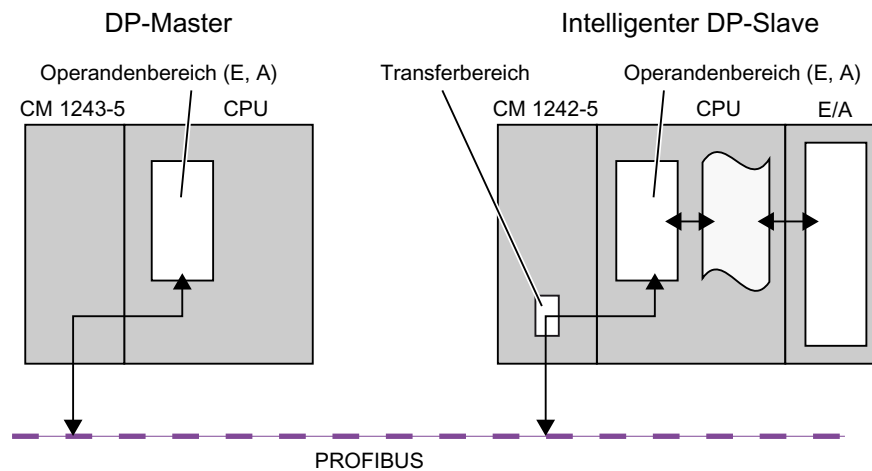 DP-Master
Intelligenter DP-Slave
Operandenbereich (E, A)
Transferbereich
Operandenbereich (E, A)
CM 1243-5
CPU
CM 1242-5
CPU
E/A
PROFIBUS